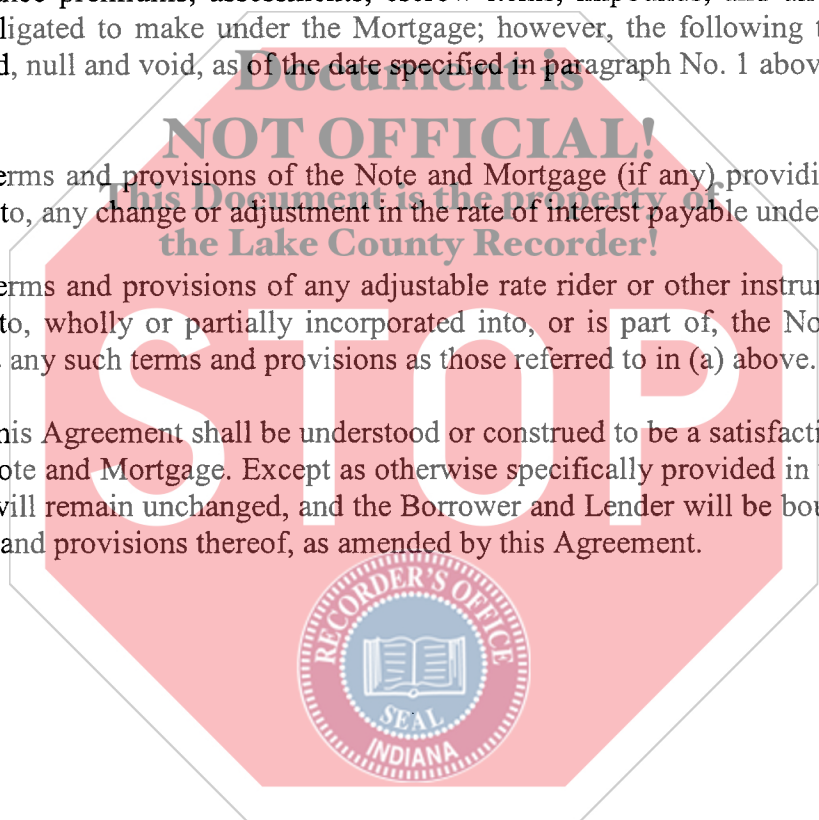 assessments, escrow items, impounds, and
ligated to make under the Mortgage; however, the following
d, null and void, as of the date specified in paragraph No. 1 abov
Document is
NOT OFFICIAL!
erms and provisions of the Note and Mortgage (if any) providi
This Document is the property of
to, any change or adjustment in the rate of interest payable unde
the Lake County Recorder!
erms and provisions of any adjustable rate rider or other instru
to, wholly or partially incorporated into, or is part of, the No
any such terms and provisions as those referred to in (a) above.
STOP
his Agreement shall be understood or construed to be a satisfacti
ote and Mortgage. Except as otherwise specifically provided in
will remain unchanged, and the Borrower and Lender will be bou
and provisions thereof, as amended by this Agreement.
RECORDER'S OFFICE
SEAL
INDIANA